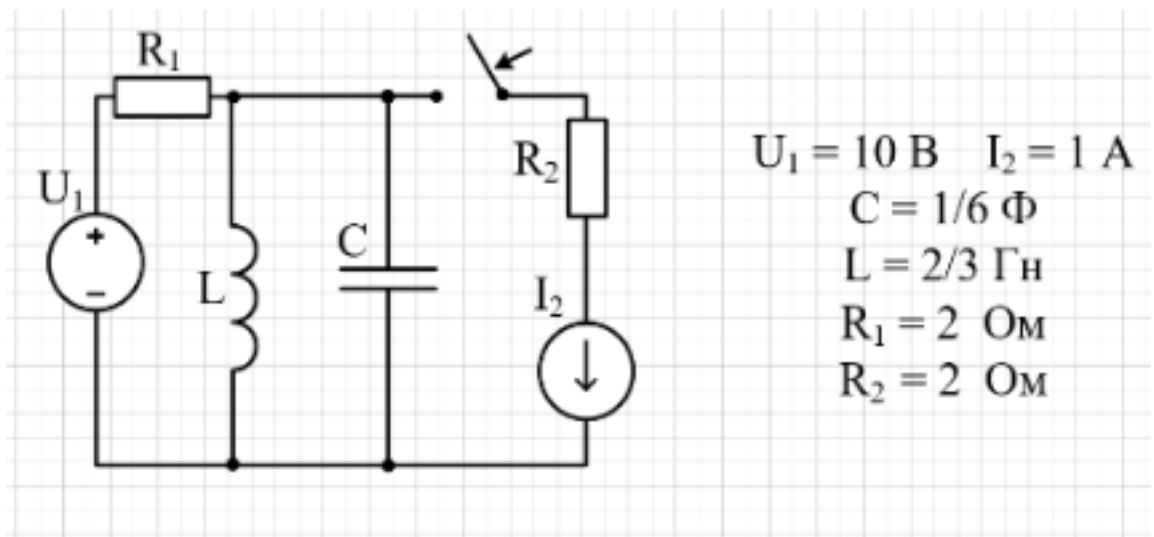 R₁
U₁
+
−
L
C
R₂
I₂
U₁ = 10 В I₂ = 1 А
C = 1/6 Ф
L = 2/3 Гн
R₁ = 2 Ом
R₂ = 2 Ом